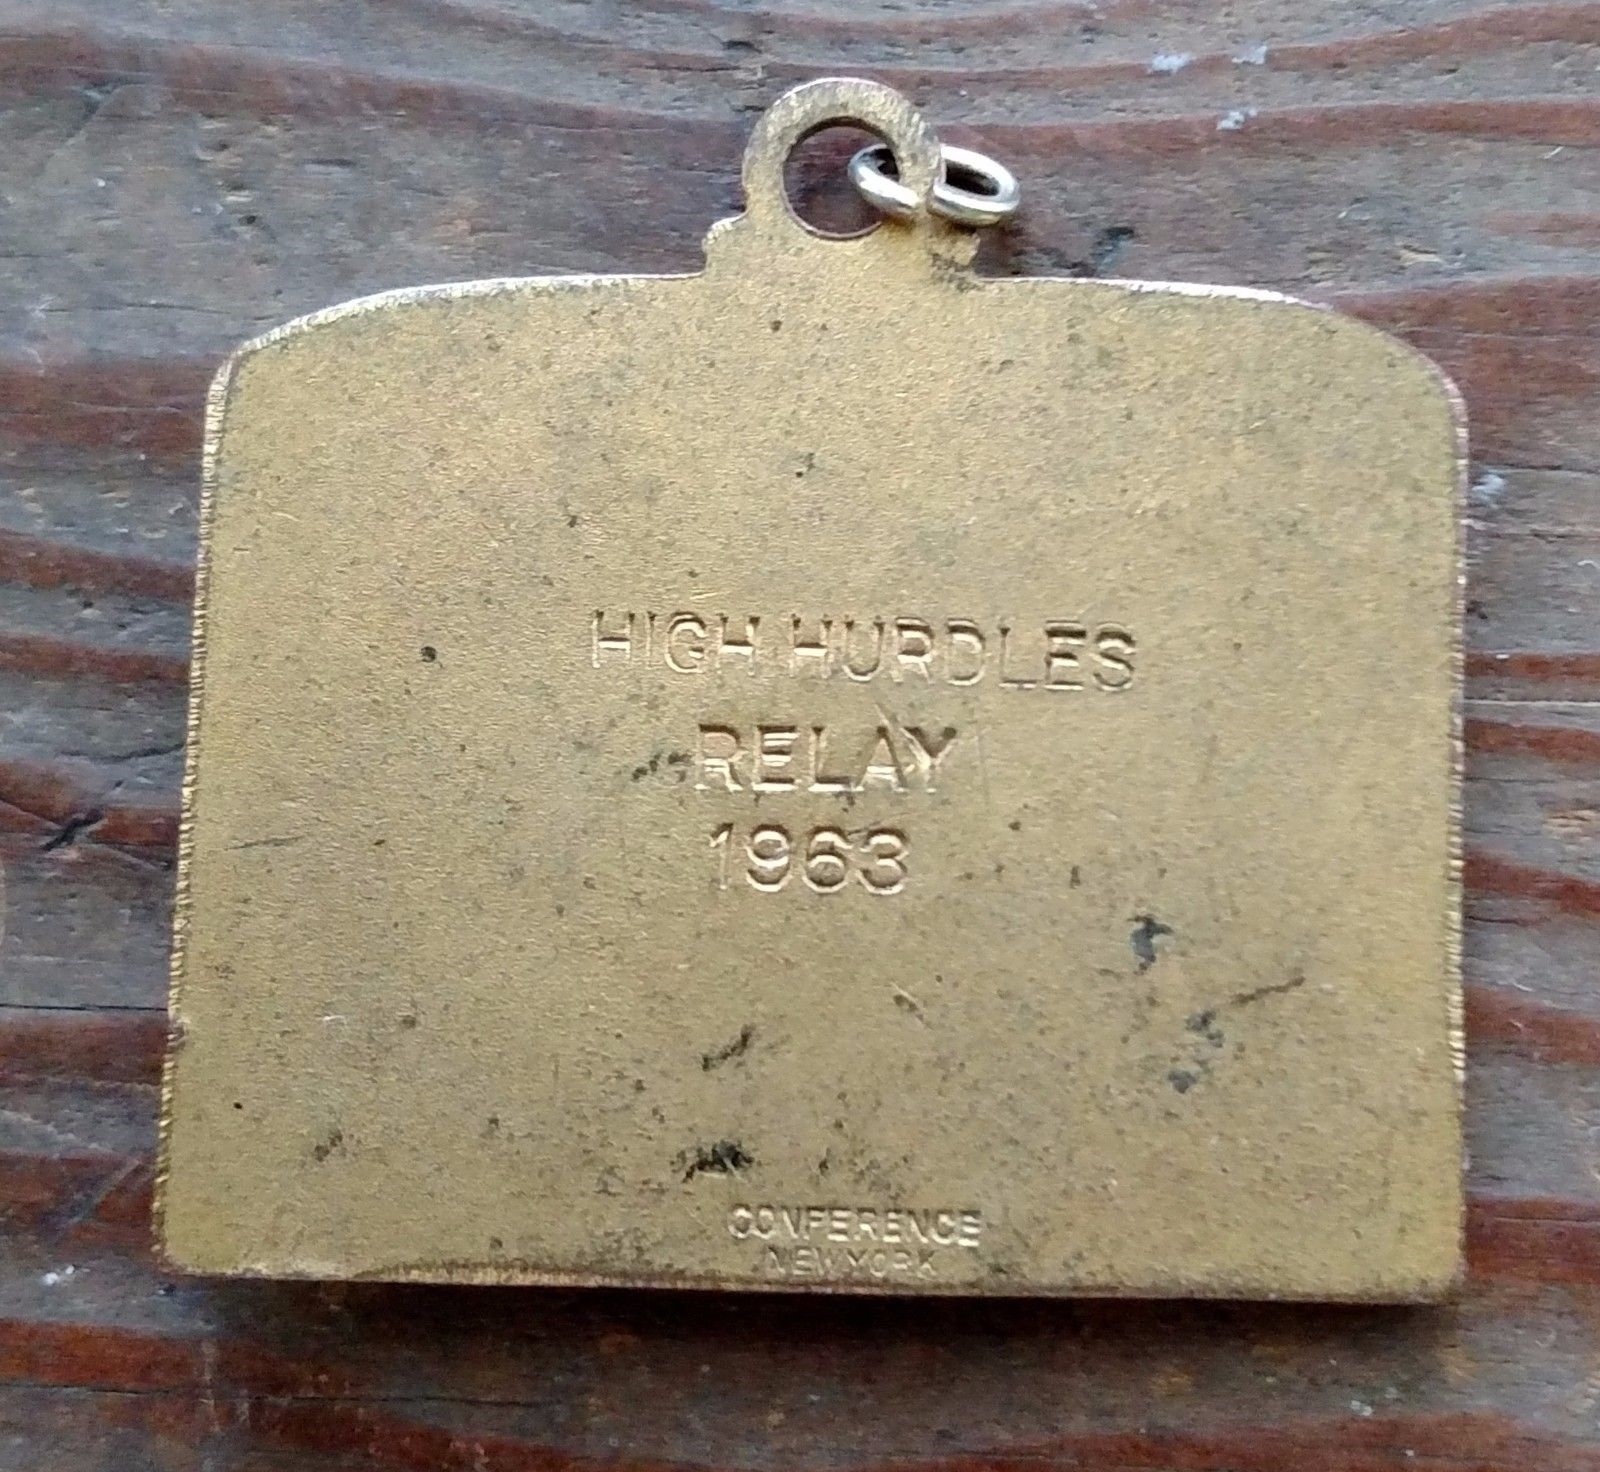 HIGH HURDLES
RELAY
1963
CONFERENCE
NEW YORK